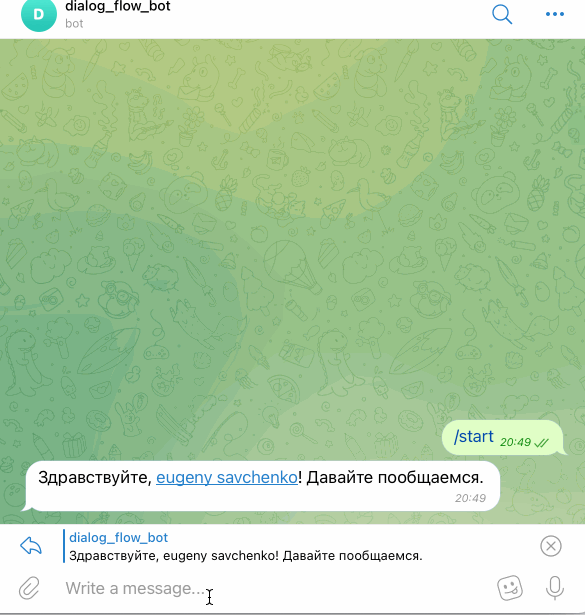 D
dialog_flow_bot
bot
/start 20:49
Здравствуйте, eugeny savchenko! Давайте пообщаемся.
20:49
dialog_flow_bot
Здравствуйте, eugeny savchenko! Давайте пообщаемся.
Write a message...